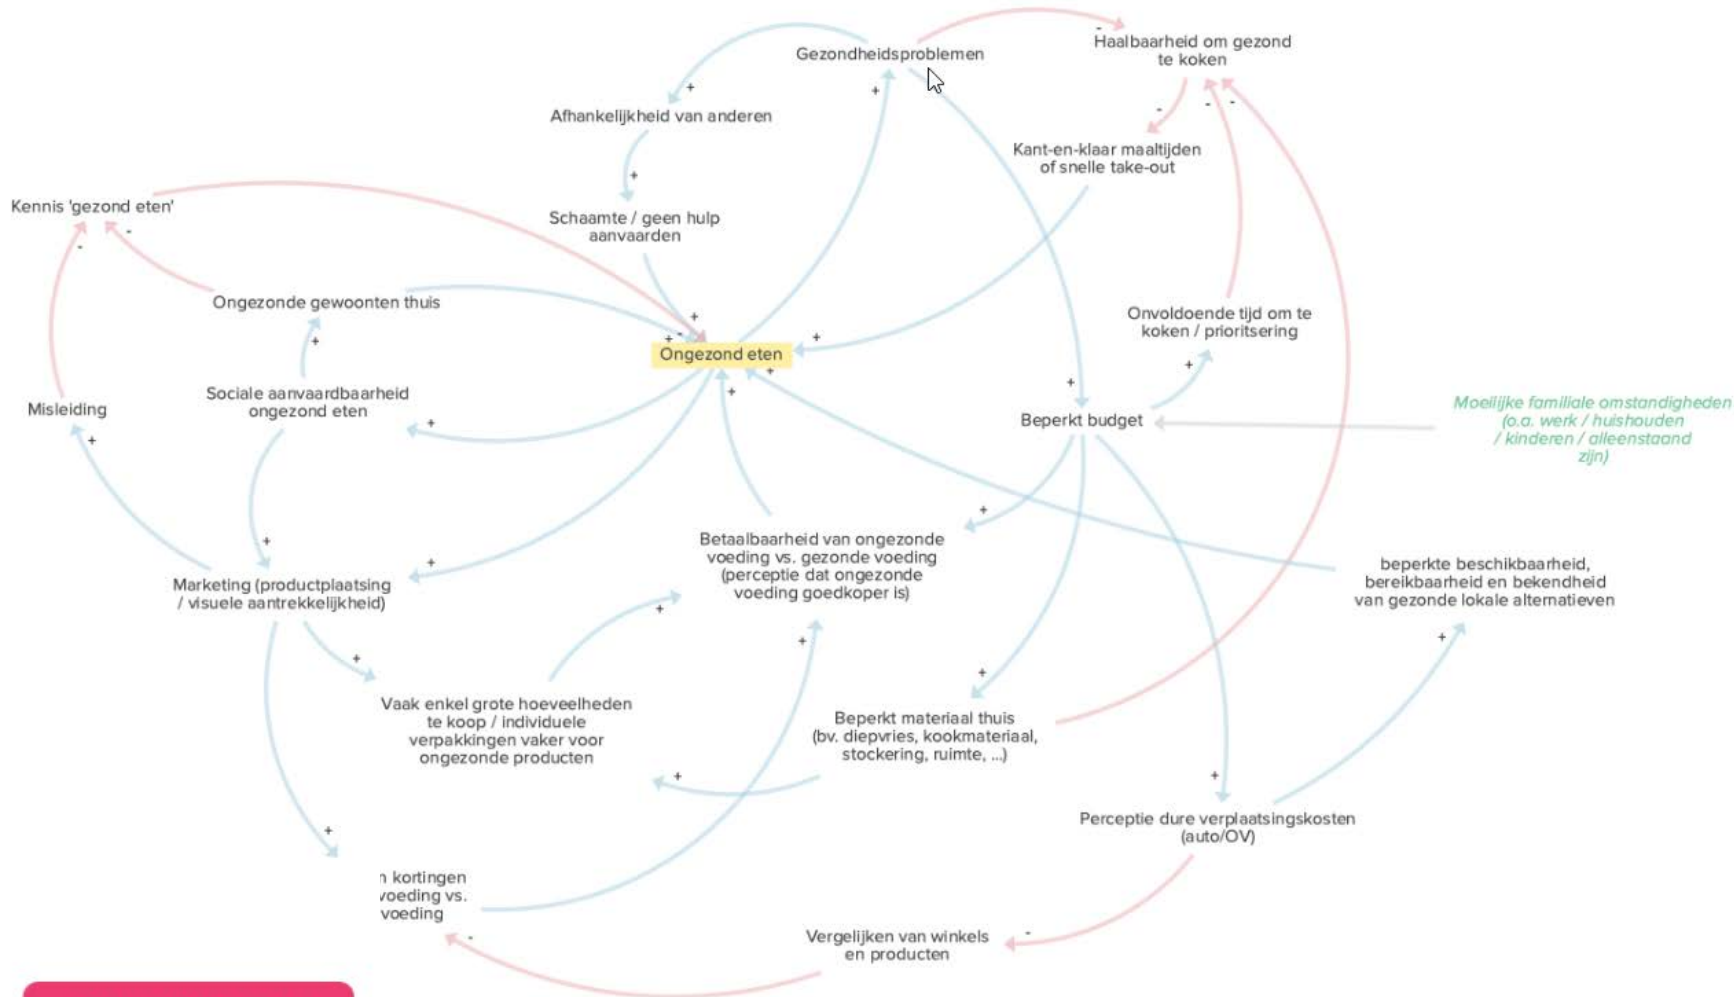 Gezondheidsproblemen
Haalbaarheid om gezond
te koken
Afhankelijkheid van anderen
Kant-en-klaar maaltijden
of snelle take-out
Kennis 'gezond eten'
Schaamte / geen hulp
aanvaarden
Ongezonde gewoonten thuis
Onvoldoende tijd om te
koken / prioritsering
Ongezond eten
Sociale aanvaardbaarheid
ongezond eten
Misleiding
Beperkt budget
Moeilijke familiale omstandigheden
(o.a. werk / huishouden
/ kinderen / alleenstaand
zijn)
Betaalbaarheid van ongezonde
voeding vs. gezonde voeding
(perceptie dat ongezonde
voeding goedkoper is)
beperkte beschikbaarheid,
bereikbaarheid en bekendheid
van gezonde lokale alternatieven
Marketing (productplaatsing
/ visuele aantrekkelijkheid)
Vaak enkel grote hoeveelheden
te koop / individuele
verpakkingen vaker voor
ongezonde producten
Beperkt materiaal thuis
(bv. diepvries, kookmateriaal,
stockering, ruimte, ...)
Perceptie dure verplaatsingskosten
(auto/OV)
kortingen
voeding vs.
voeding
Vergelijken van winkels
en producten